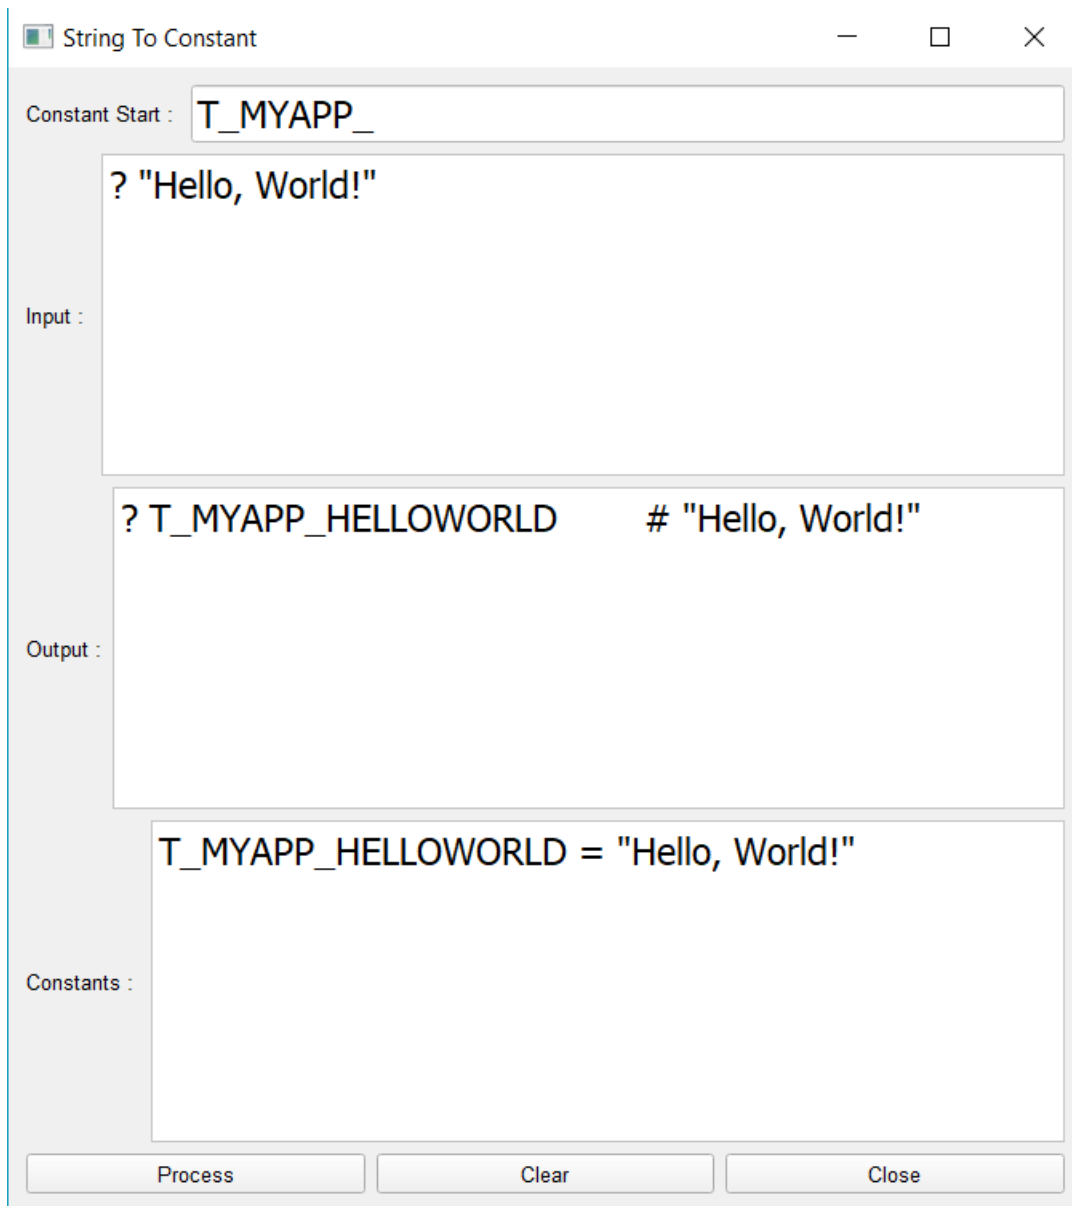 String To Constant
Constant Start : T_MYAPP_
Input : ? "Hello, World!"
Output : ? T_MYAPP_HELLOWORLD # "Hello, World!"
Constants : T_MYAPP_HELLOWORLD = "Hello, World!"
Process Clear Close